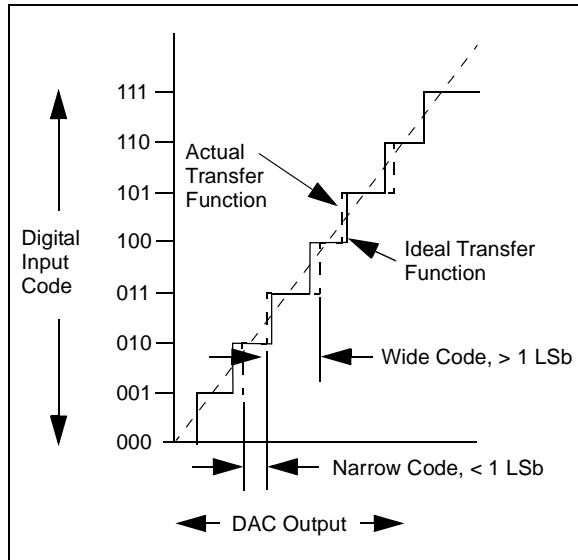 111
110
101
100
011
010
001
000
Digital
Input
Code
Actual
Transfer
Function
Ideal Transfer
Function
Wide Code, > 1 LSb
Narrow Code, < 1 LSb
DAC Output